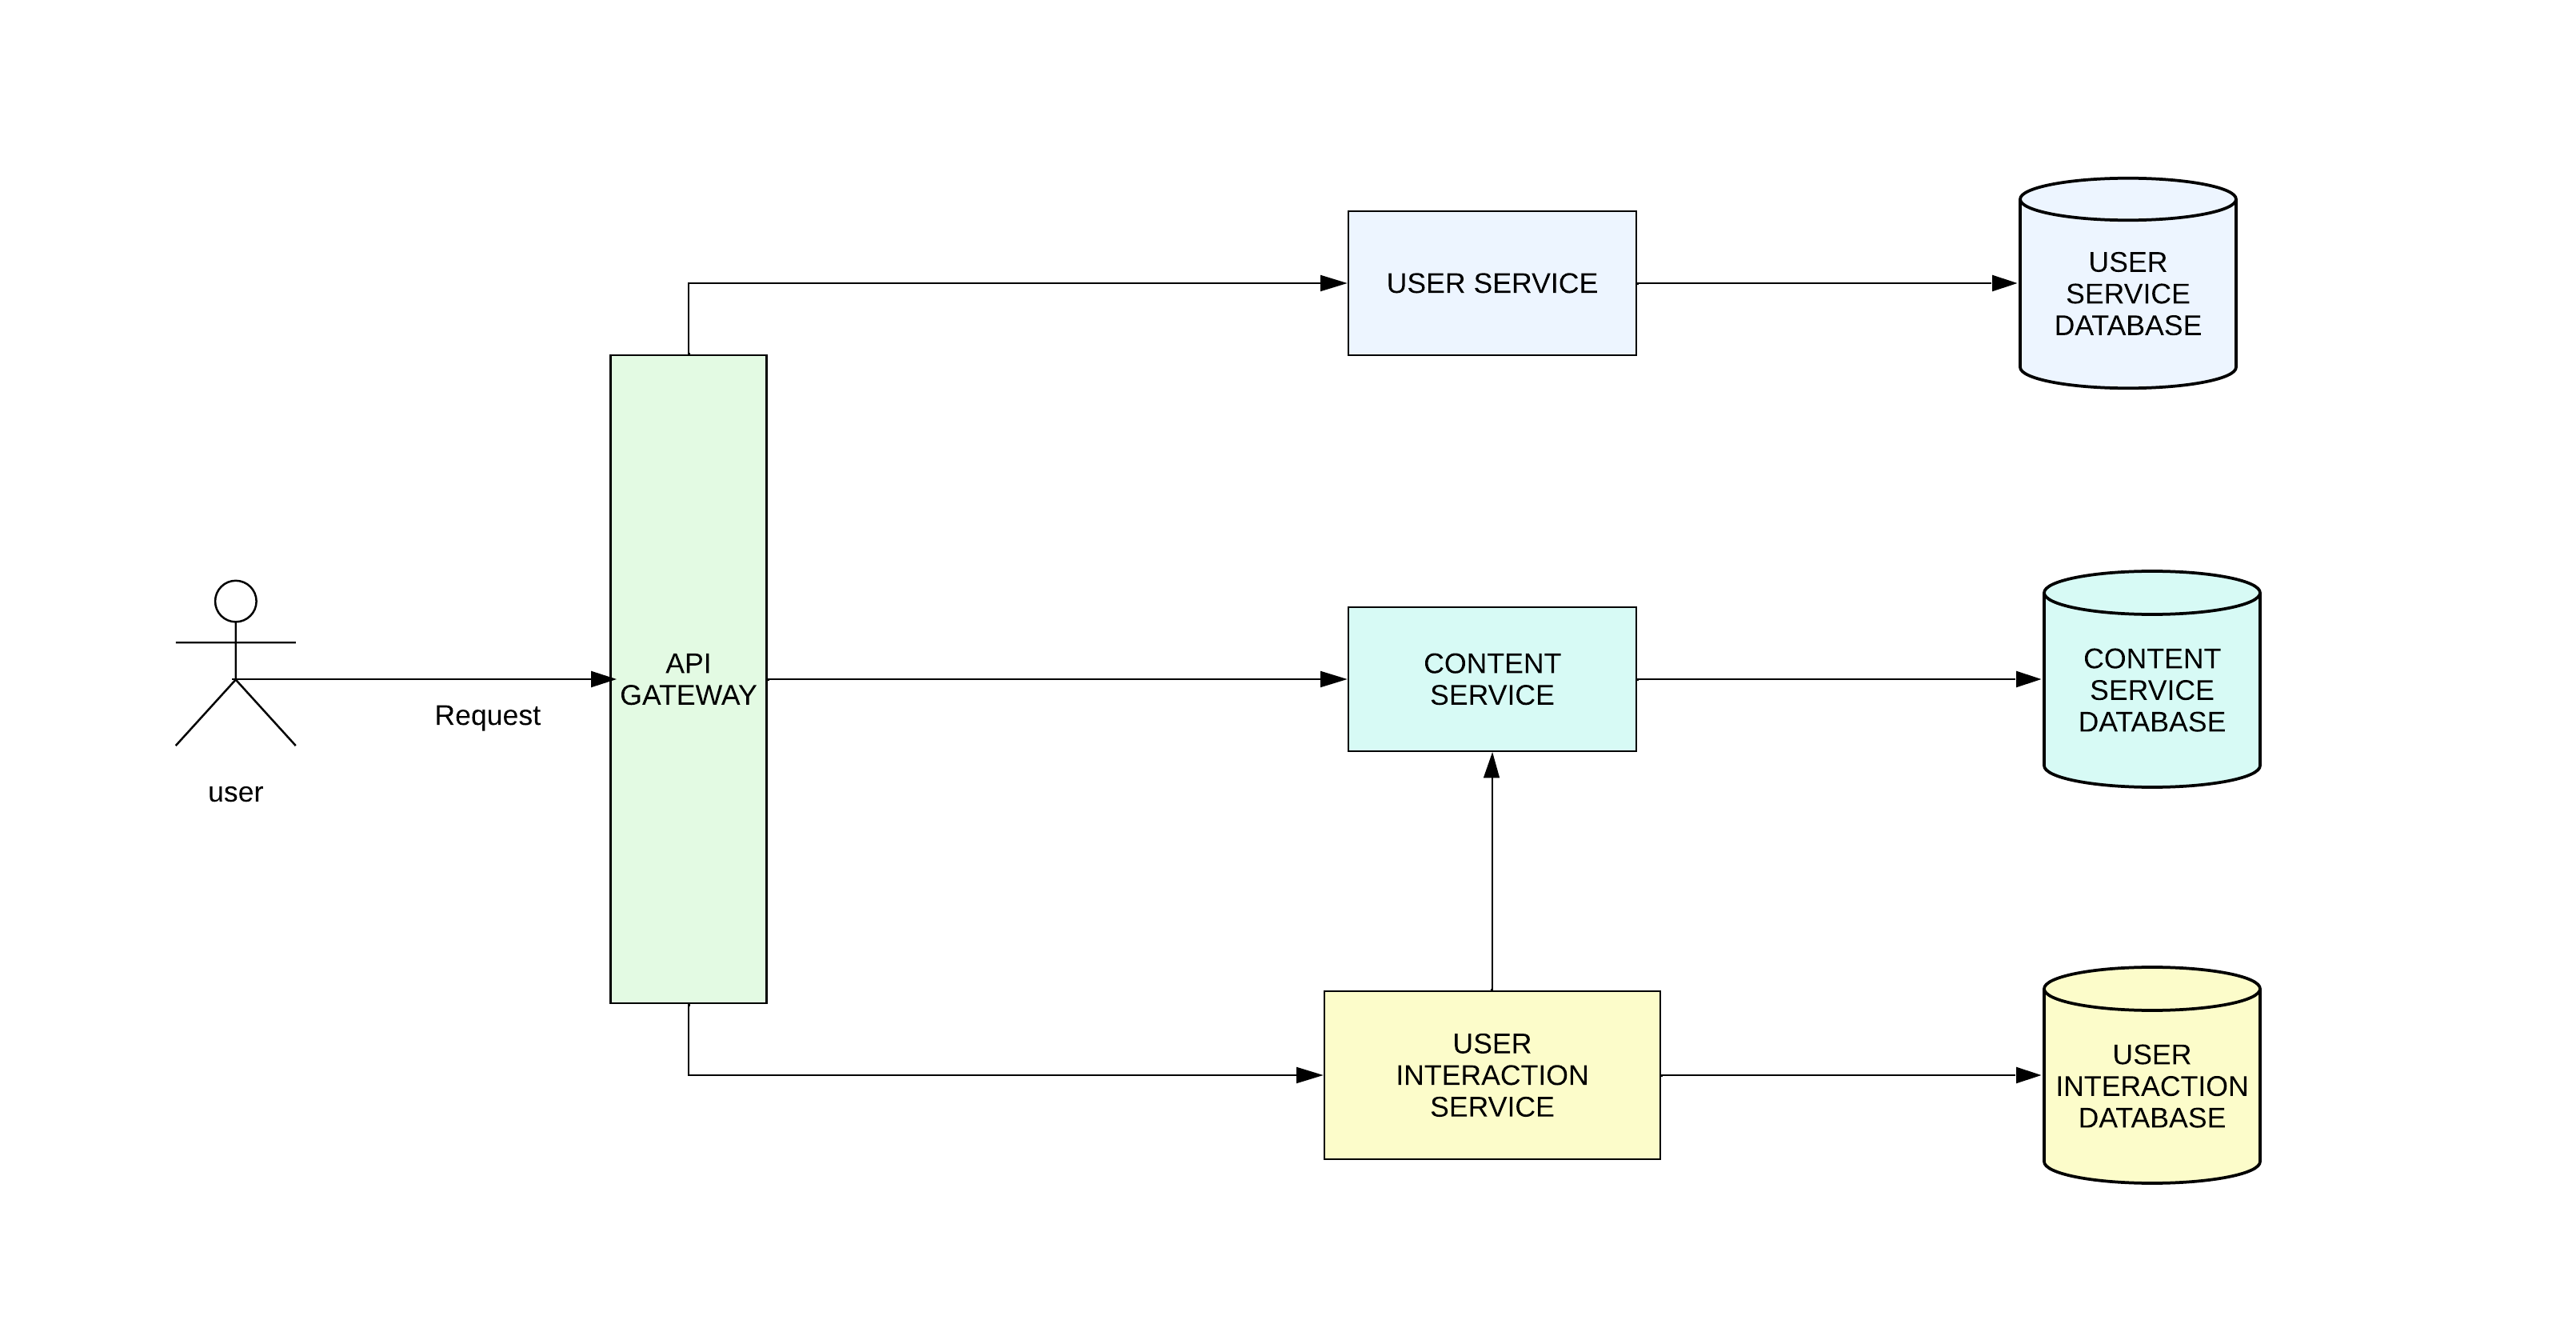 USER SERVICE
USER
SERVICE
DATABASE
API
GATEWAY
Request
user
CONTENT
SERVICE
CONTENT
SERVICE
DATABASE
USER
INTERACTION
SERVICE
USER
INTERACTION
DATABASE